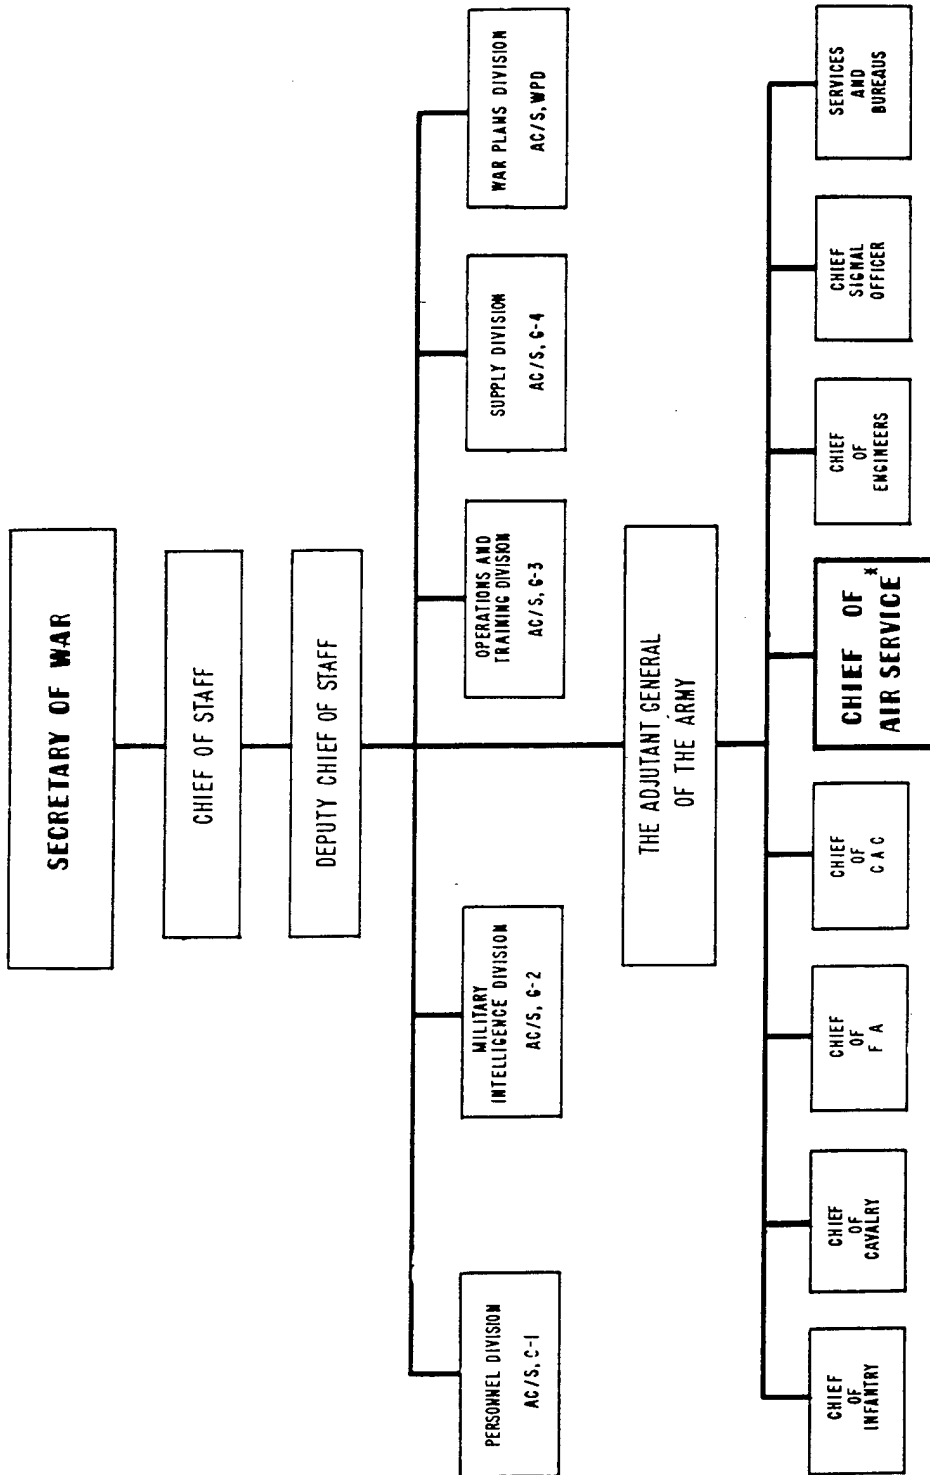 SECRETARY OF WAR
CHIEF OF STAFF
DEPUTY CHIEF OF STAFF
PERSONNEL DIVISION
AC/S, G-1
MILITARY
INTELLIGENCE DIVISION
AC/S, G-2
OPERATIONS AND
TRAINING DIVISION
AC/S, G-3
SUPPLY DIVISION
AC/S, G-4
WAR PLANS DIVISION
AC/S, WPD
THE ADJUTANT GENERAL
OF THE ARMY
CHIEF
OF
INFANTRY
CHIEF
OF
CAVALRY
CHIEF
OF
F A
CHIEF
OF
C A C
CHIEF OF
AIR SERVICE*
CHIEF
OF
ENGINEERS
CHIEF
SIGNAL
OFFICER
SERVICES
AND
BUREAUS